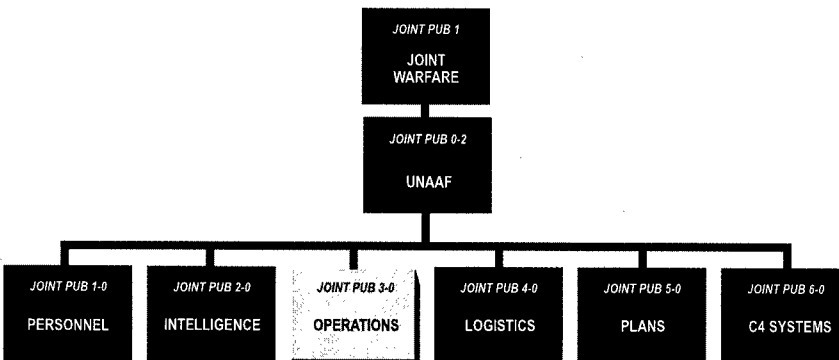 JOINT PUB 1
JOINT
WARFARE
JOINT PUB 0-2
UNAAF
JOINT PUB 1-0
PERSONNEL
JOINT PUB 2-0
INTELLIGENCE
JOINT PUB 3-0
OPERATIONS
JOINT PUB 4-0
LOGISTICS
JOINT PUB 5-0
PLANS
JOINT PUB 6-0
C4 SYSTEMS